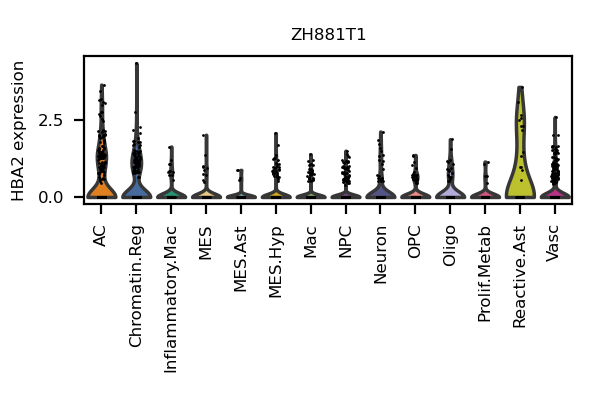 ZH881T1
HBA2 expression
2.5
0.0
AC
Chromatin.Reg
Inflammatory.Mac
MES
MES.Ast
MES.Hyp
Mac
NPC
Neuron
OPC
Oligo
Prolif.Metab
Reactive.Ast
Vasc